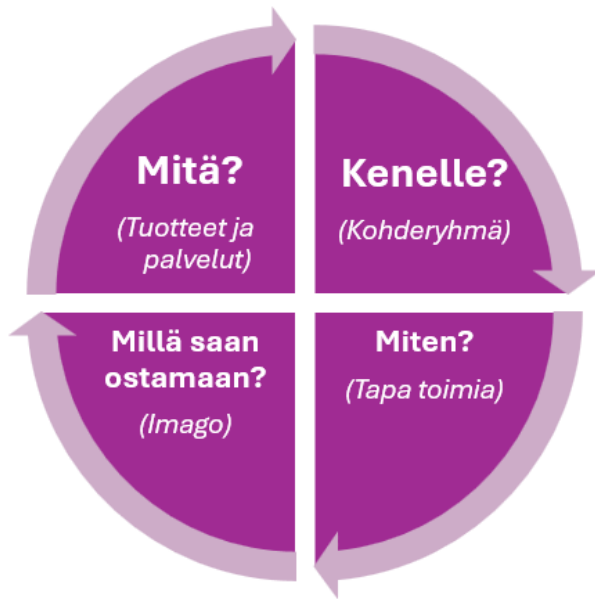 Mitä?
(Tuotteet ja
palvelut)
Kenelle?
(Kohderyhmä)
Millä saan
ostamaan?
(Imago)
Miten?
(Tapa toimia)